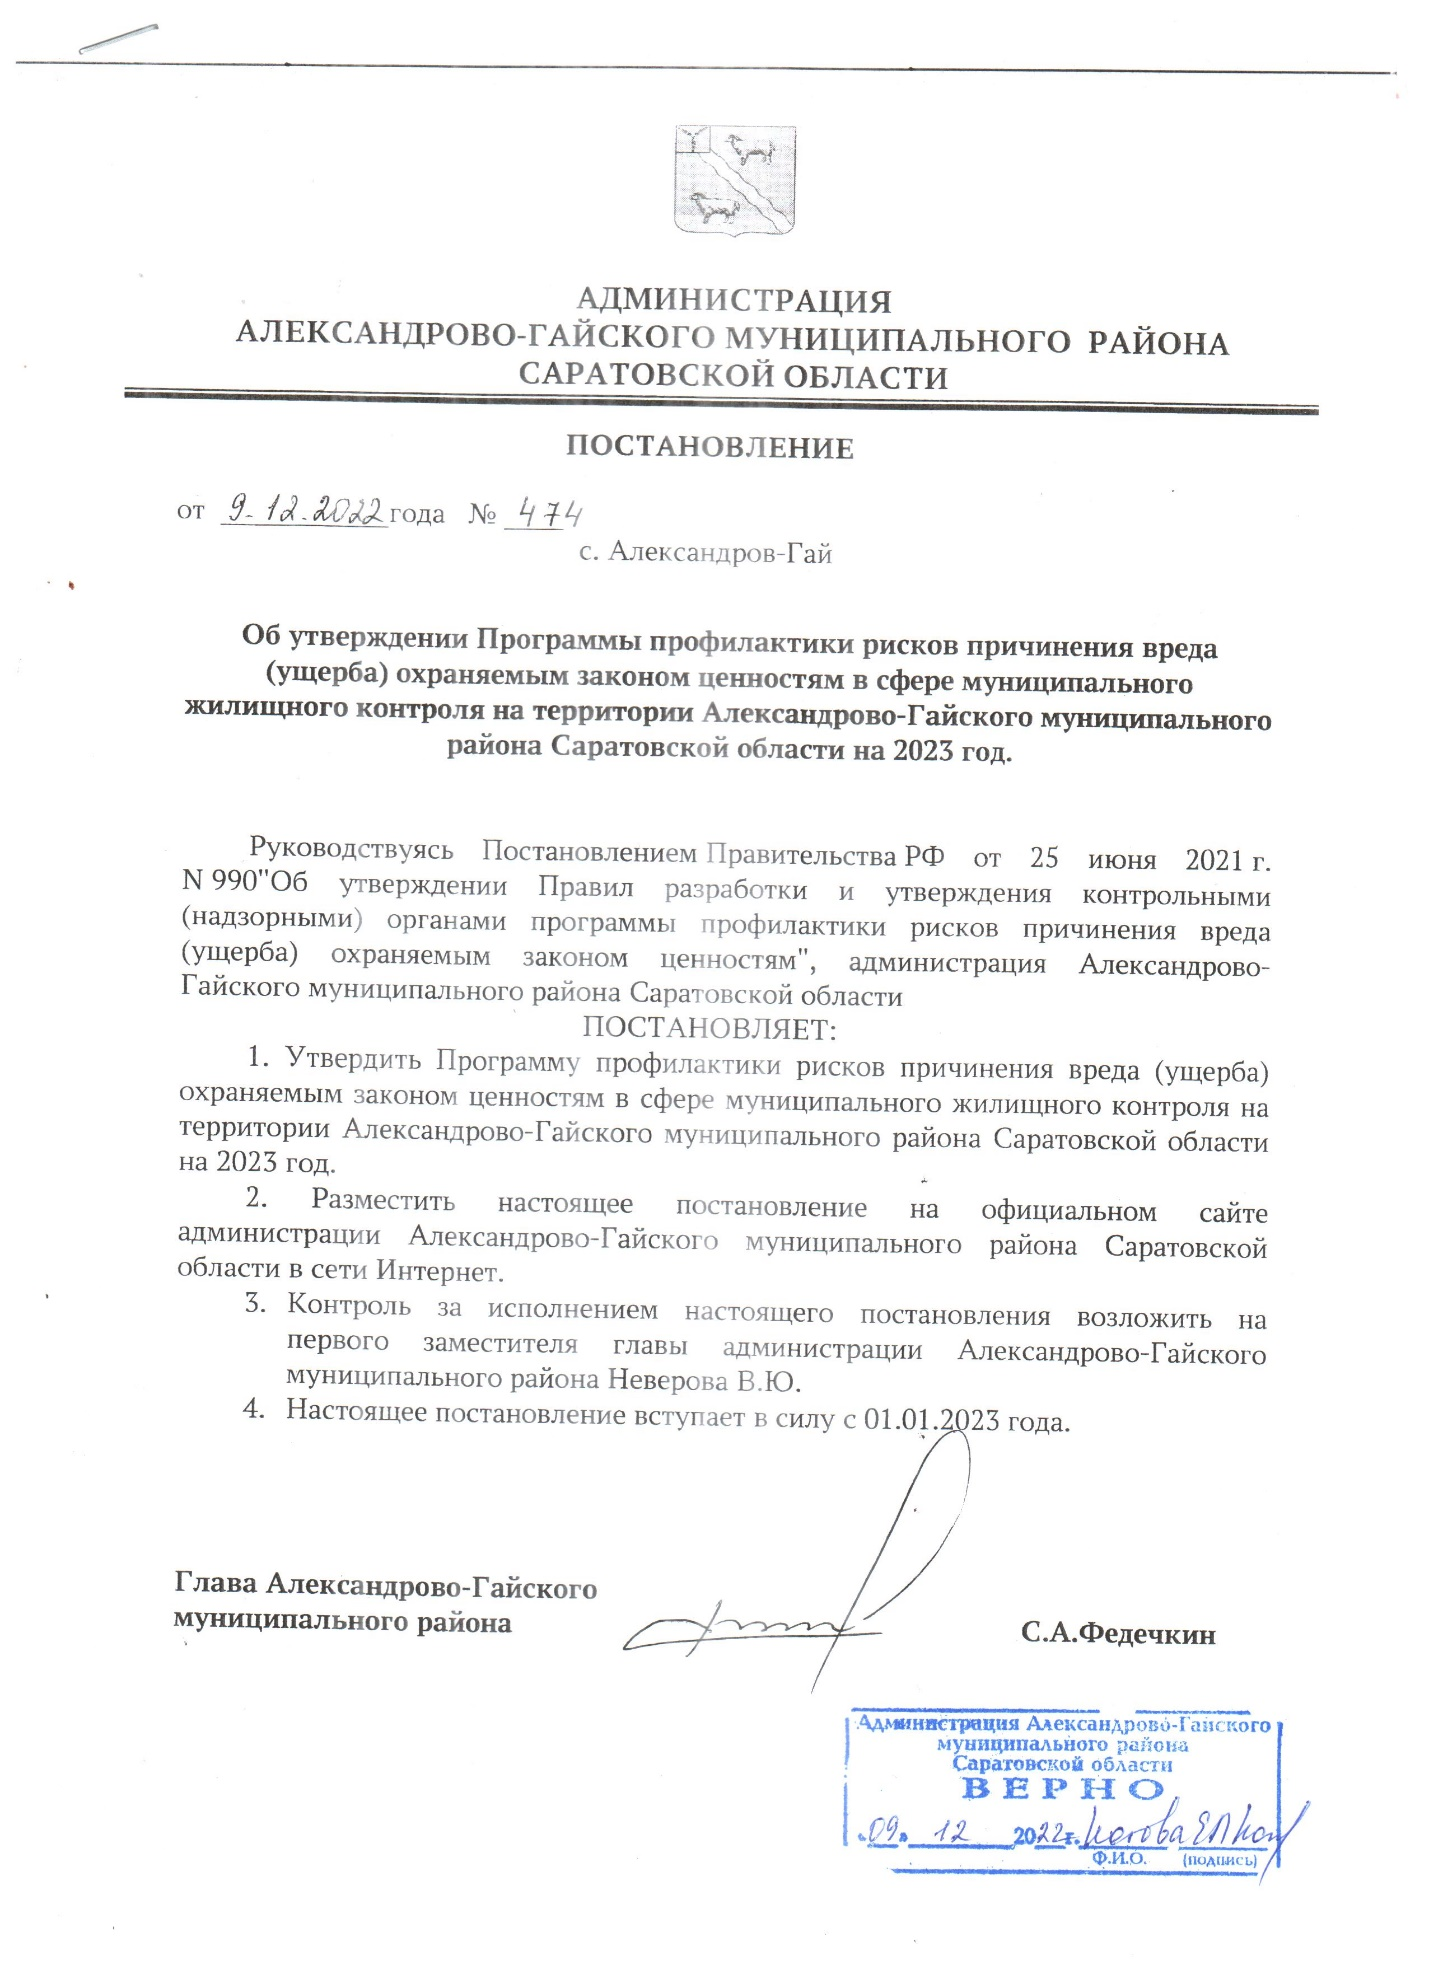 АДМИНИСТРАЦИЯ
АЛЕКСАНДРОВО-ГАЙСКОГО МУНИЦИПАЛЬНОГО РАЙОНА
САРАТОВСКОЙ ОБЛАСТИ
ПОСТАНОВЛЕНИЕ
от 9.12.2022 года № 474
с. Александров-Гай
Об утверждении Программы профилактики рисков причинения вреда
(ущерба) охраняемым законом ценностям в сфере муниципального
жилищного контроля на территории Александрово-Гайского муниципального
района Саратовской области на 2023 год.
Руководствуясь Постановлением Правительства РФ от 25 июня 2021 г.
N 990"Об утверждении Правил разработки и утверждения контрольными
(надзорными) органами программы профилактики рисков причинения вреда
(ущерба) охраняемым законом ценностям", администрация Александрово-
Гайского муниципального района Саратовской области
ПОСТАНОВЛЯЕТ:
1. Утвердить Программу профилактики рисков причинения вреда (ущерба)
охраняемым законом ценностям в сфере муниципального жилищного контроля на
территории Александрово-Гайского муниципального района Саратовской области
на 2023 год.
2. Разместить настоящее постановление на официальном сайте
администрации Александрово-Гайского муниципального района Саратовской
области в сети Интернет.
3. Контроль за исполнением настоящего постановления возложить на
первого заместителя главы администрации Александрово-Гайского
муниципального района Неверова В.Ю.
4. Настоящее постановление вступает в силу с 01.01.2023 года.
Глава Александрово-Гайского
муниципального района
С.А.Федечкин
Администрация Александрово-Гайского
муниципального района
Саратовской области
ВЕРНО
«09» 12 2022г.
Ф.И.О. (подпись)